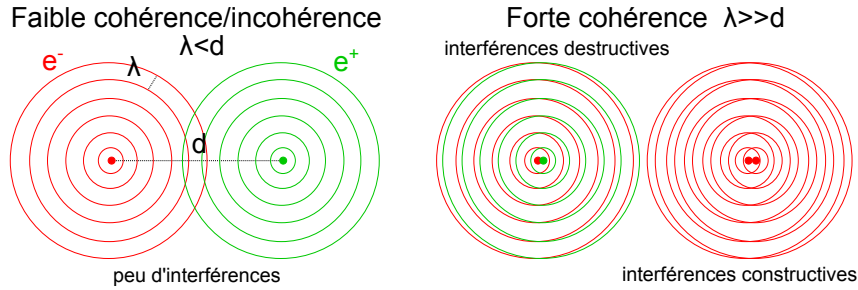 Faible cohérence/incohérence
λ<d
e-
λ
e+
d
peu d'interférences
Forte cohérence λ>>d
interférences destructives
interférences constructives